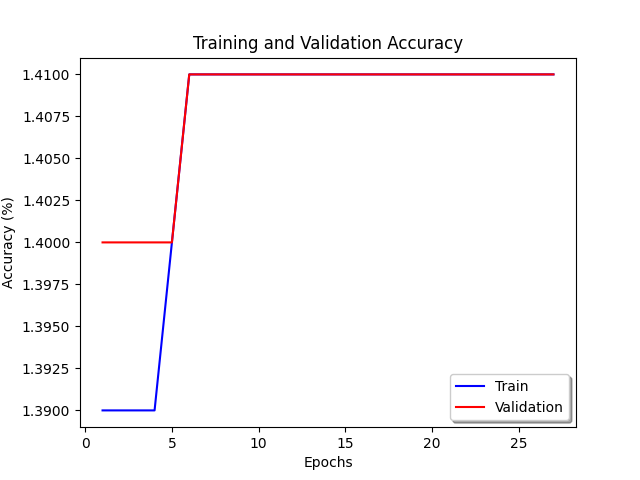 Training and Validation Accuracy
Accuracy (%)
1.4100
1.4075
1.4050
1.4025
1.4000
1.3975
1.3950
1.3925
1.3900
Train
Validation
0 5 10 15 20 25
Epochs